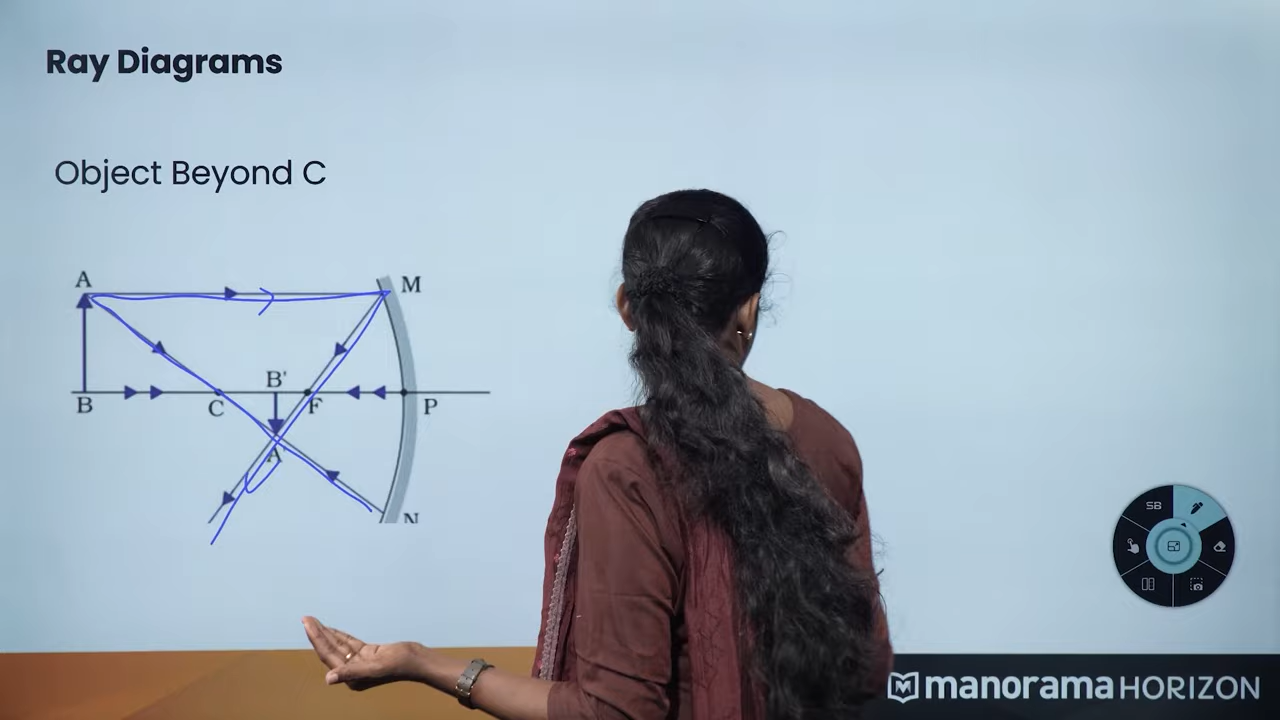 Ray Diagrams
Object Beyond C
A
M
B'
B
C
F
P
A'
N
SB
manorama HORIZON